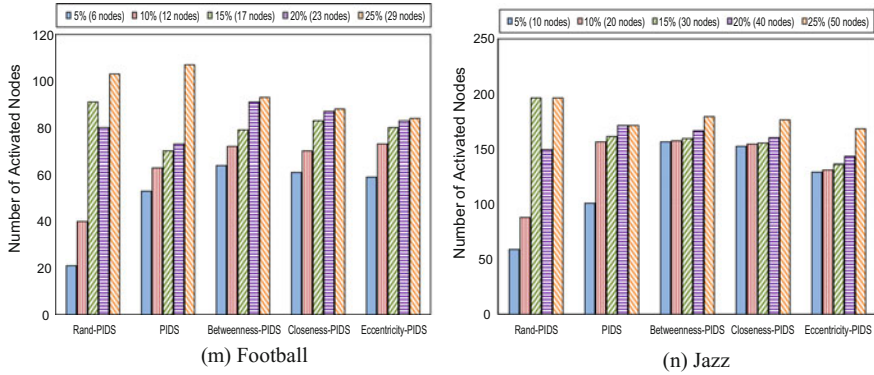 5% (6 nodes) 10% (12 nodes) 15% (17 nodes) 20% (23 nodes) 25% (29 nodes)
120
100
80
60
40
20
0
Number of Activated Nodes
Rand-PIDS PIDS Betweenness-PIDS Closeness-PIDS Eccentricity-PIDS
(m) Football
5% (10 nodes) 10% (20 nodes) 15% (30 nodes) 20% (40 nodes) 25% (50 nodes)
250
200
150
100
50
0
Number of Activated Nodes
Rand-PIDS PIDS Betweenness-PIDS Closeness-PIDS Eccentricity-PIDS
(n) Jazz